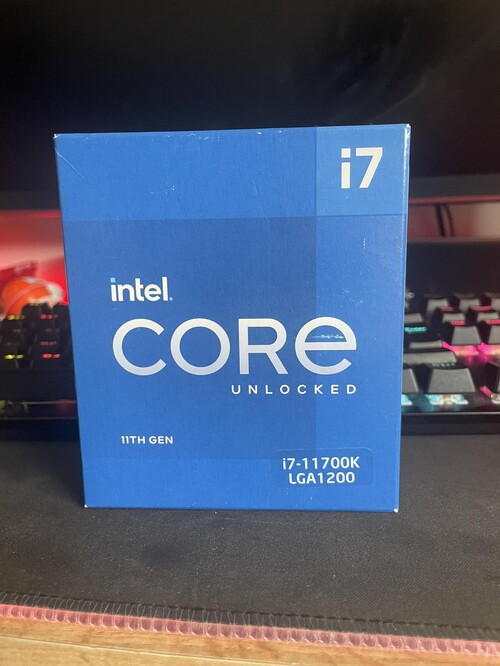 i7
intel.
CORe
UNLOCKED
11TH GEN
i7-11700K
LGA1200